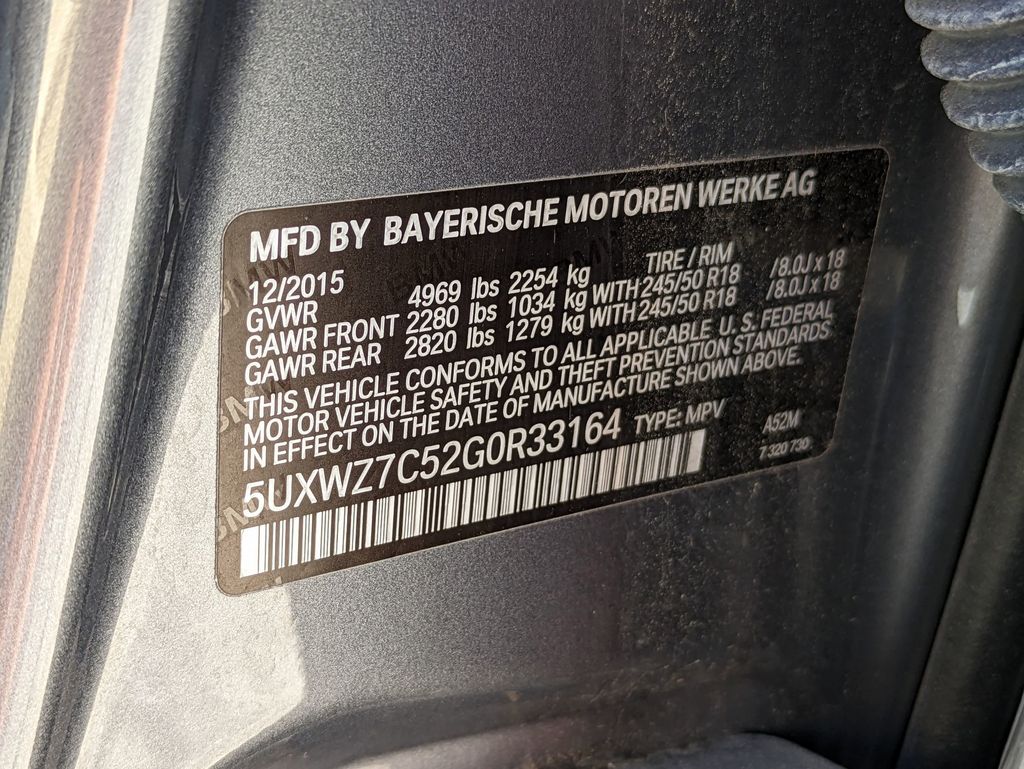 MFD BY BAYERISCHE MOTOREN WERKE AG
12/2015 TIRE / RIM
GVWR 4969 lbs 2254 kg
GAWR FRONT 2280 lbs 1034 kg WITH 245/50 R18 /8.0J x 18
GAWR REAR 2820 lbs 1279 kg WITH 245/50 R18 /8.0J x 18
THIS VEHICLE CONFORMS TO ALL APPLICABLE U. S. FEDERAL
MOTOR VEHICLE SAFETY AND THEFT PREVENTION STANDARDS
IN EFFECT ON THE DATE OF MANUFACTURE SHOWN ABOVE.
5UXWZ7C52G0R33164 TYPE: MPV A52M
7 320 730